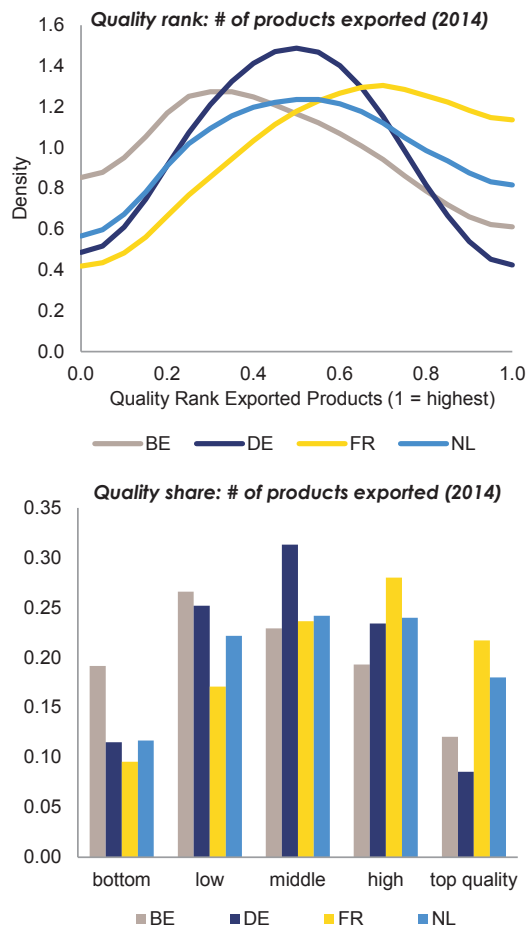 Quality rank: # of products exported (2014)
1.6
1.4
1.2
1.0
0.8
0.6
0.4
0.2
0.0
Density
0.0 0.2 0.4 0.6 0.8 1.0
Quality Rank Exported Products (1 = highest)
BE DE FR NL
Quality share: # of products exported (2014)
0.35
0.30
0.25
0.20
0.15
0.10
0.05
0.00
bottom low middle high top quality
BE DE FR NL